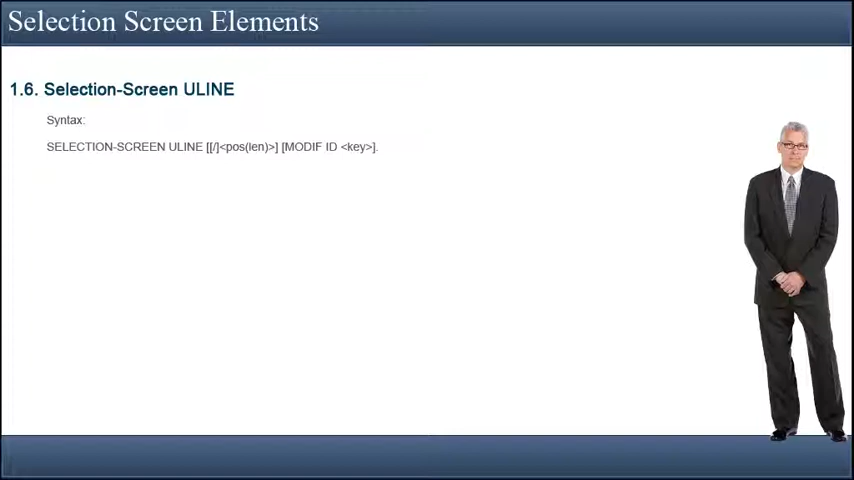 Selection Screen Elements
1.6. Selection-Screen ULINE
Syntax:
SELECTION-SCREEN ULINE [[/]<pos(len)>] [MODIF ID <key>].